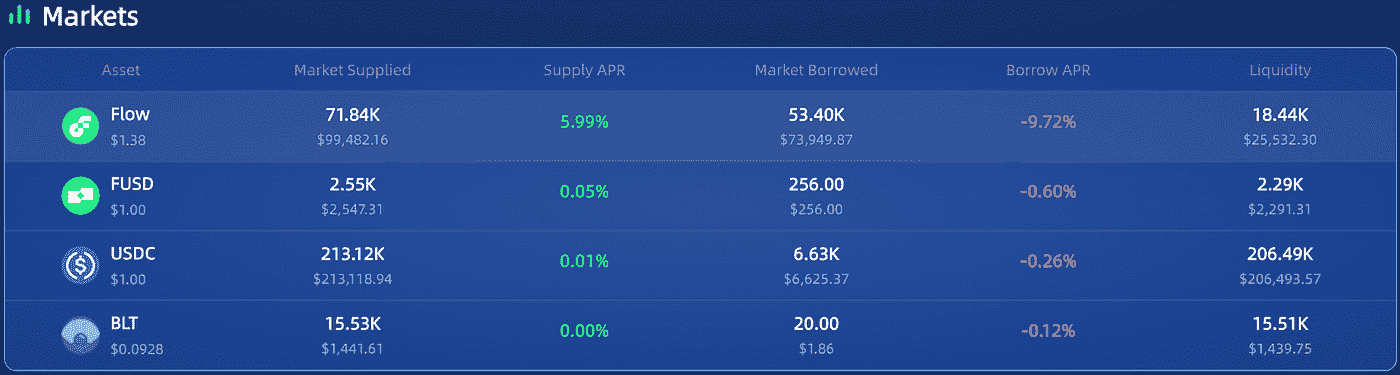 Markets
Asset Market Supplied Supply APR Market Borrowed Borrow APR Liquidity
Flow 71.84K 5.99% 53.40K -9.72% 18.44K
$1.38 $99,482.16 $73,949.87 $25,532.30
FUSD 2.55K 0.05% 256.00 -0.60% 2.29K
$1.00 $2,547.31 $256.00 $2,291.31
USDC 213.12K 0.01% 6.63K -0.26% 206.49K
$1.00 $213,118.94 $6,625.37 $206,493.57
BLT 15.53K 0.00% 20.00 -0.12% 15.51K
$0.0928 $1,441.61 $1.86 $1,439.75